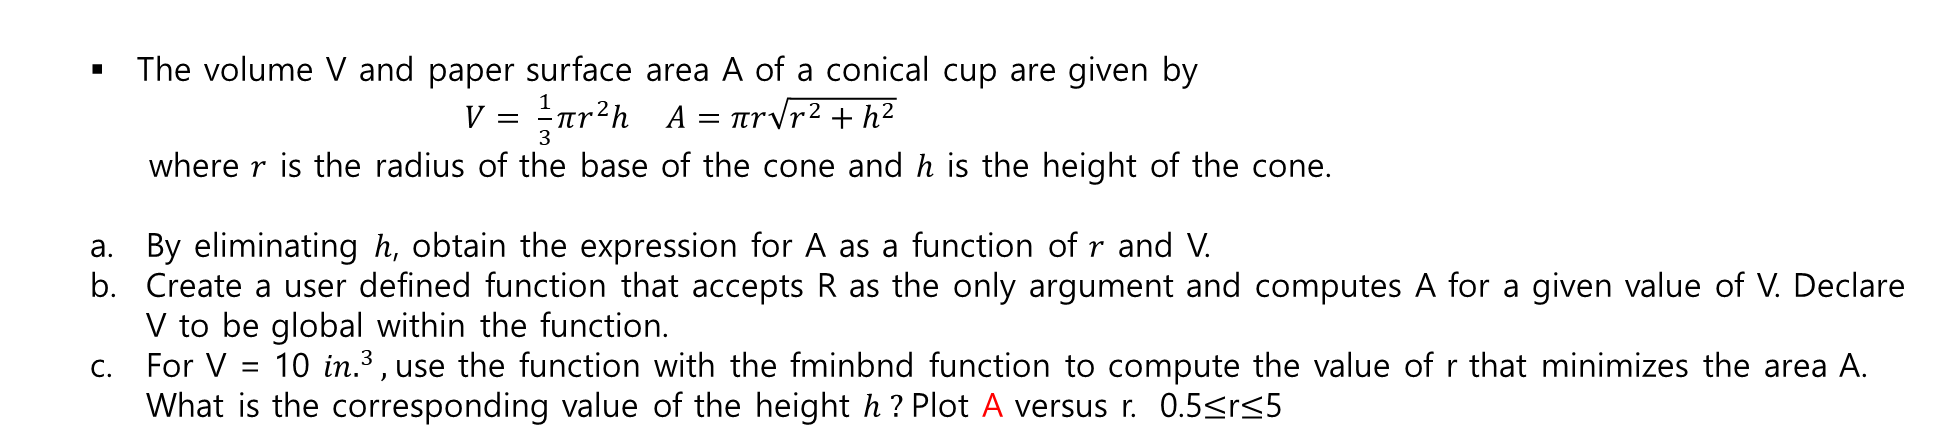 ▪ The volume V and paper surface area A of a conical cup are given by
V = 1/3 πr²h A = πr√(r² + h²)
where r is the radius of the base of the cone and h is the height of the cone.
a. By eliminating h, obtain the expression for A as a function of r and V.
b. Create a user defined function that accepts R as the only argument and computes A for a given value of V. Declare
V to be global within the function.
c. For V = 10 in.³ , use the function with the fminbnd function to compute the value of r that minimizes the area A.
What is the corresponding value of the height h ? Plot A versus r. 0.5≤r≤5